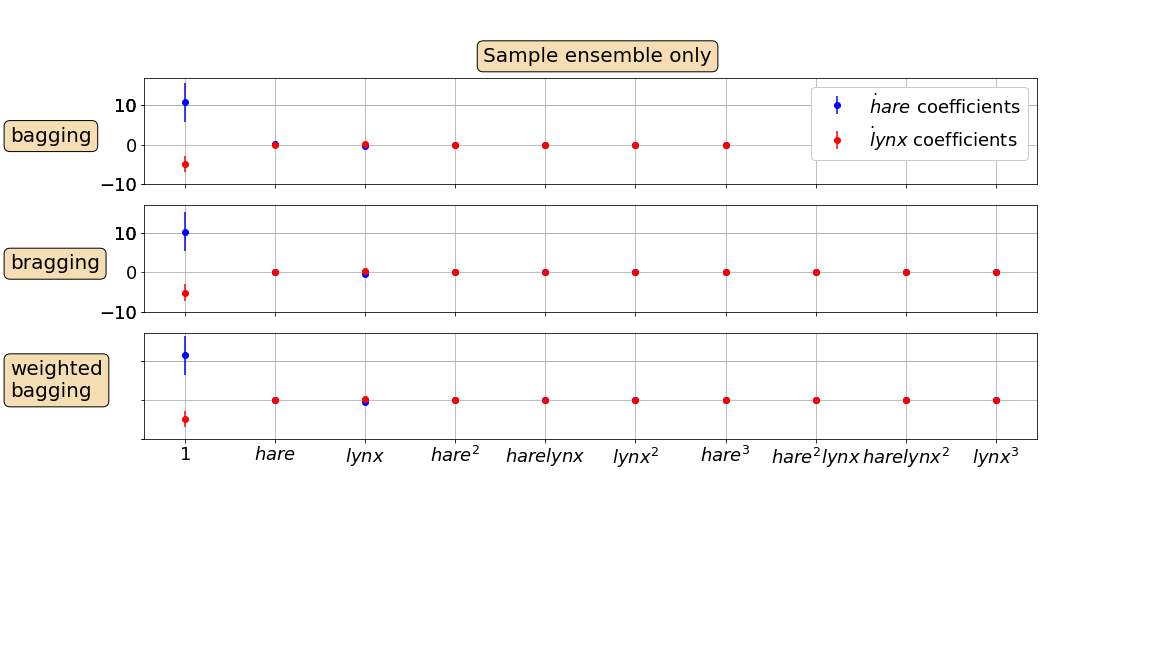 Sample ensemble only
bagging
10
0
−10
ḣare coefficients
l̇ynx coefficients
bragging
10
0
−10
weighted
bagging
1 hare lynx hare² harelynx lynx² hare³ hare²lynx harelynx² lynx³